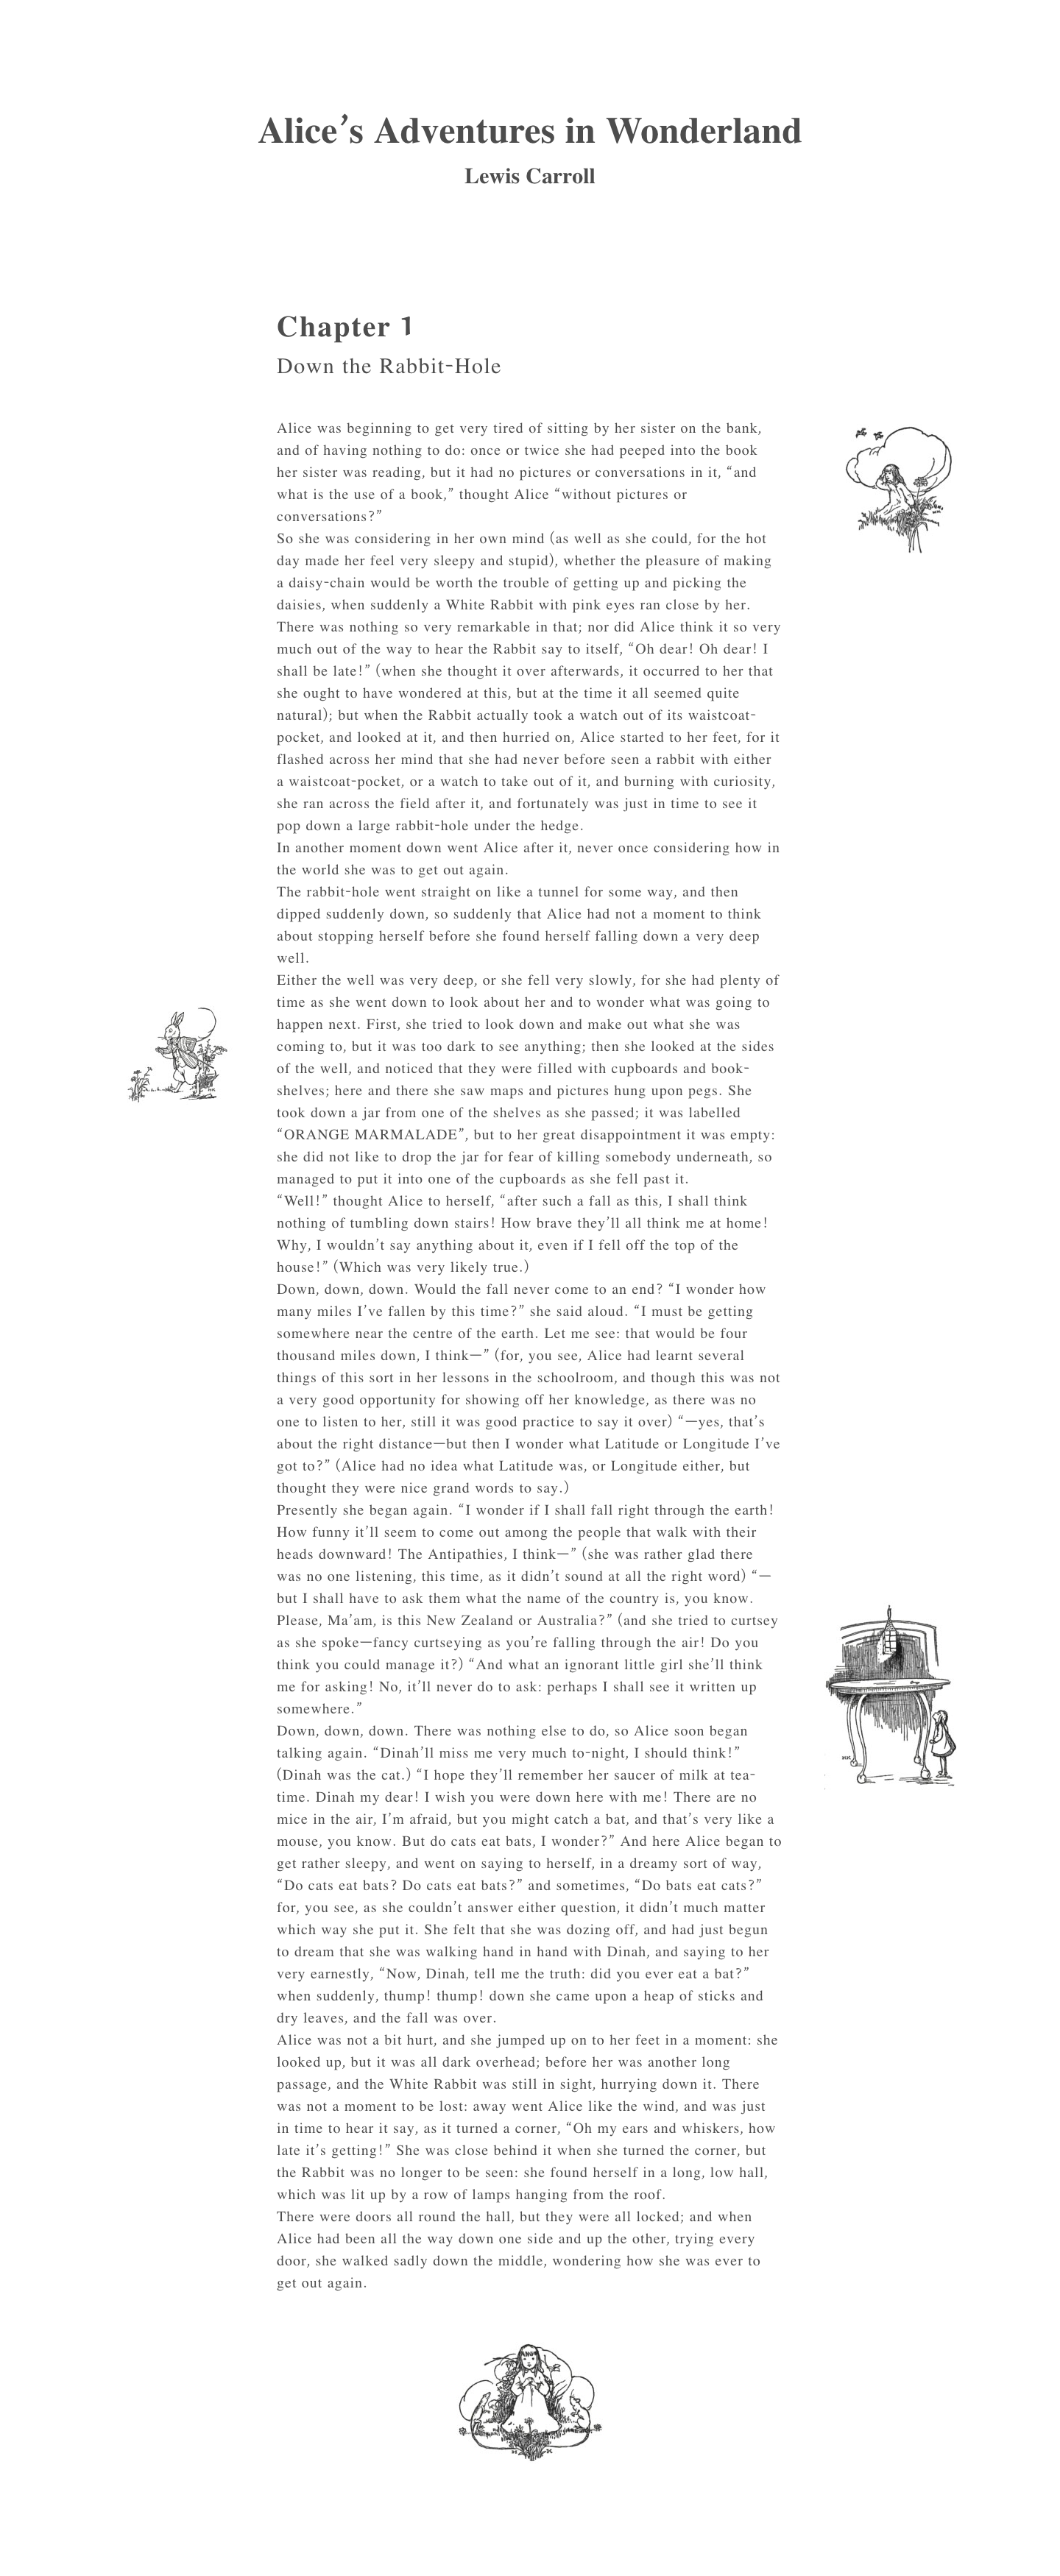 Alice’s Adventures in Wonderland
Lewis Carroll
Chapter 1
Down the Rabbit-Hole
Alice was beginning to get very tired of sitting by her sister on the bank,
and of having nothing to do: once or twice she had peeped into the book
her sister was reading, but it had no pictures or conversations in it, “and
what is the use of a book,” thought Alice “without pictures or
conversations?”
So she was considering in her own mind (as well as she could, for the hot
day made her feel very sleepy and stupid), whether the pleasure of making
a daisy-chain would be worth the trouble of getting up and picking the
daisies, when suddenly a White Rabbit with pink eyes ran close by her.
There was nothing so very remarkable in that; nor did Alice think it so very
much out of the way to hear the Rabbit say to itself, “Oh dear! Oh dear! I
shall be late!” (when she thought it over afterwards, it occurred to her that
she ought to have wondered at this, but at the time it all seemed quite
natural); but when the Rabbit actually took a watch out of its waistcoat-
pocket, and looked at it, and then hurried on, Alice started to her feet, for it
flashed across her mind that she had never before seen a rabbit with either
a waistcoat-pocket, or a watch to take out of it, and burning with curiosity,
she ran across the field after it, and fortunately was just in time to see it
pop down a large rabbit-hole under the hedge.
In another moment down went Alice after it, never once considering how in
the world she was to get out again.
The rabbit-hole went straight on like a tunnel for some way, and then
dipped suddenly down, so suddenly that Alice had not a moment to think
about stopping herself before she found herself falling down a very deep
well.
Either the well was very deep, or she fell very slowly, for she had plenty of
time as she went down to look about her and to wonder what was going to
happen next. First, she tried to look down and make out what she was
coming to, but it was too dark to see anything; then she looked at the sides
of the well, and noticed that they were filled with cupboards and book-
shelves; here and there she saw maps and pictures hung upon pegs. She
took down a jar from one of the shelves as she passed; it was labelled
“ORANGE MARMALADE”, but to her great disappointment it was empty:
she did not like to drop the jar for fear of killing somebody underneath, so
managed to put it into one of the cupboards as she fell past it.
“Well!” thought Alice to herself, “after such a fall as this, I shall think
nothing of tumbling down stairs! How brave they’ll all think me at home!
Why, I wouldn’t say anything about it, even if I fell off the top of the
house!” (Which was very likely true.)
Down, down, down. Would the fall never come to an end? “I wonder how
many miles I’ve fallen by this time?” she said aloud. “I must be getting
somewhere near the centre of the earth. Let me see: that would be four
thousand miles down, I think—” (for, you see, Alice had learnt several
things of this sort in her lessons in the schoolroom, and though this was not
a very good opportunity for showing off her knowledge, as there was no
one to listen to her, still it was good practice to say it over) “—yes, that’s
about the right distance—but then I wonder what Latitude or Longitude I’ve
got to?” (Alice had no idea what Latitude was, or Longitude either, but
thought they were nice grand words to say.)
Presently she began again. “I wonder if I shall fall right through the earth!
How funny it’ll seem to come out among the people that walk with their
heads downward! The Antipathies, I think—” (she was rather glad there
was no one listening, this time, as it didn’t sound at all the right word) “—
but I shall have to ask them what the name of the country is, you know.
Please, Ma’am, is this New Zealand or Australia?” (and she tried to curtsey
as she spoke—fancy curtseying as you’re falling through the air! Do you
think you could manage it?) “And what an ignorant little girl she’ll think
me for asking! No, it’ll never do to ask: perhaps I shall see it written up
somewhere.”
Down, down, down. There was nothing else to do, so Alice soon began
talking again. “Dinah’ll miss me very much to-night, I should think!”
(Dinah was the cat.) “I hope they’ll remember her saucer of milk at tea-
time. Dinah my dear! I wish you were down here with me! There are no
mice in the air, I’m afraid, but you might catch a bat, and that’s very like a
mouse, you know. But do cats eat bats, I wonder?” And here Alice began to
get rather sleepy, and went on saying to herself, in a dreamy sort of way,
“Do cats eat bats? Do cats eat bats?” and sometimes, “Do bats eat cats?”
for, you see, as she couldn’t answer either question, it didn’t much matter
which way she put it. She felt that she was dozing off, and had just begun
to dream that she was walking hand in hand with Dinah, and saying to her
very earnestly, “Now, Dinah, tell me the truth: did you ever eat a bat?”
when suddenly, thump! thump! down she came upon a heap of sticks and
dry leaves, and the fall was over.
Alice was not a bit hurt, and she jumped up on to her feet in a moment: she
looked up, but it was all dark overhead; before her was another long
passage, and the White Rabbit was still in sight, hurrying down it. There
was not a moment to be lost: away went Alice like the wind, and was just
in time to hear it say, as it turned a corner, “Oh my ears and whiskers, how
late it’s getting!” She was close behind it when she turned the corner, but
the Rabbit was no longer to be seen: she found herself in a long, low hall,
which was lit up by a row of lamps hanging from the roof.
There were doors all round the hall, but they were all locked; and when
Alice had been all the way down one side and up the other, trying every
door, she walked sadly down the middle, wondering how she was ever to
get out again.